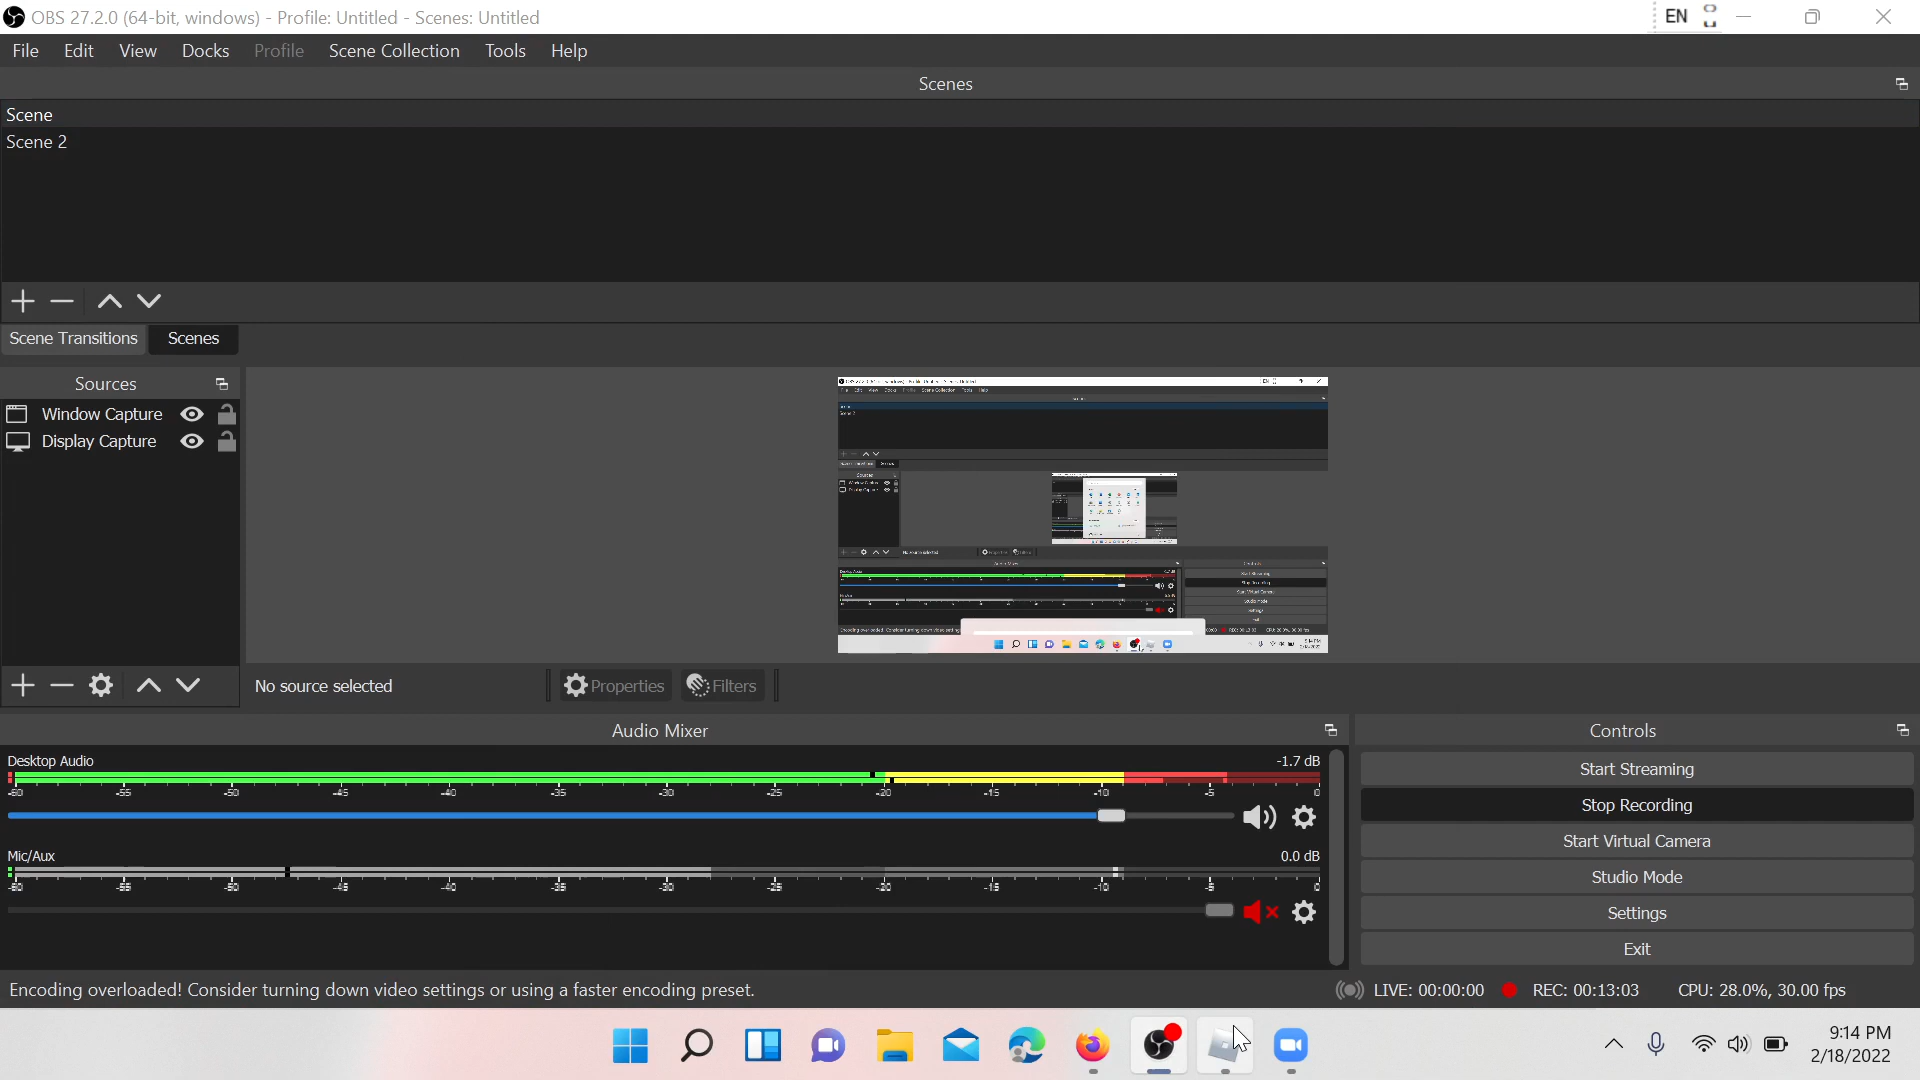 OBS 27.2.0 (64-bit, windows) - Profile: Untitled - Scenes: Untitled
EN
File Edit View Docks Profile Scene Collection Tools Help
Scenes
Scene
Scene 2
Scene Transitions Scenes
Sources
Window Capture
Display Capture
No source selected Properties Filters
Audio Mixer
Desktop Audio -1.7 dB
-60 -55 -50 -45 -40 -35 -30 -25 -20 -15 -10 -5 0
Mic/Aux 0.0 dB
-60 -55 -50 -45 -40 -35 -30 -25 -20 -15 -10 -5 0
Controls
Start Streaming
Stop Recording
Start Virtual Camera
Studio Mode
Settings
Exit
Encoding overloaded! Consider turning down video settings or using a faster encoding preset.
LIVE: 00:00:00 REC: 00:13:03 CPU: 28.0%, 30.00 fps
9:14 PM
2/18/2022